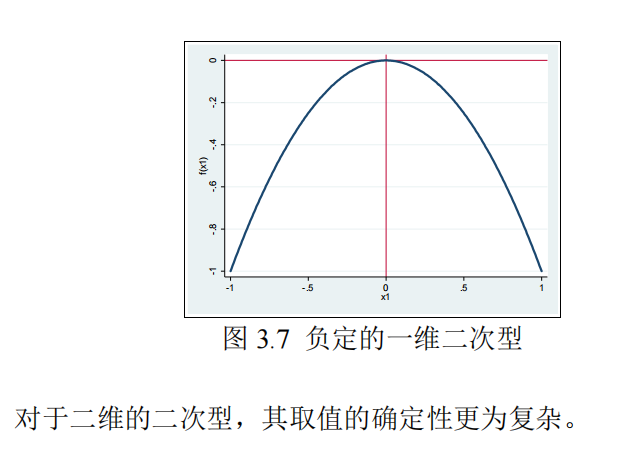 0
-.2
-.4
-.6
-.8
-1
f(x1)
-1 -.5 0 .5 1
x1
图 3.7 负定的一维二次型
对于二维的二次型，其取值的确定性更为复杂。